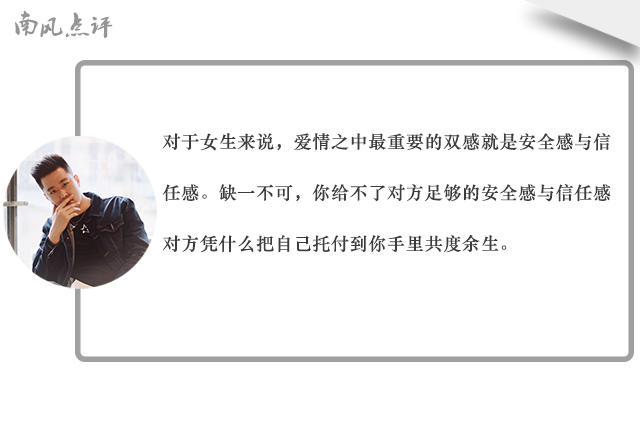 南风点评
对于女生来说，爱情之中最重要的双感就是安全感与信
任感。缺一不可，你给不了对方足够的安全感与信任感
对方凭什么把自己托付到你手里共度余生。